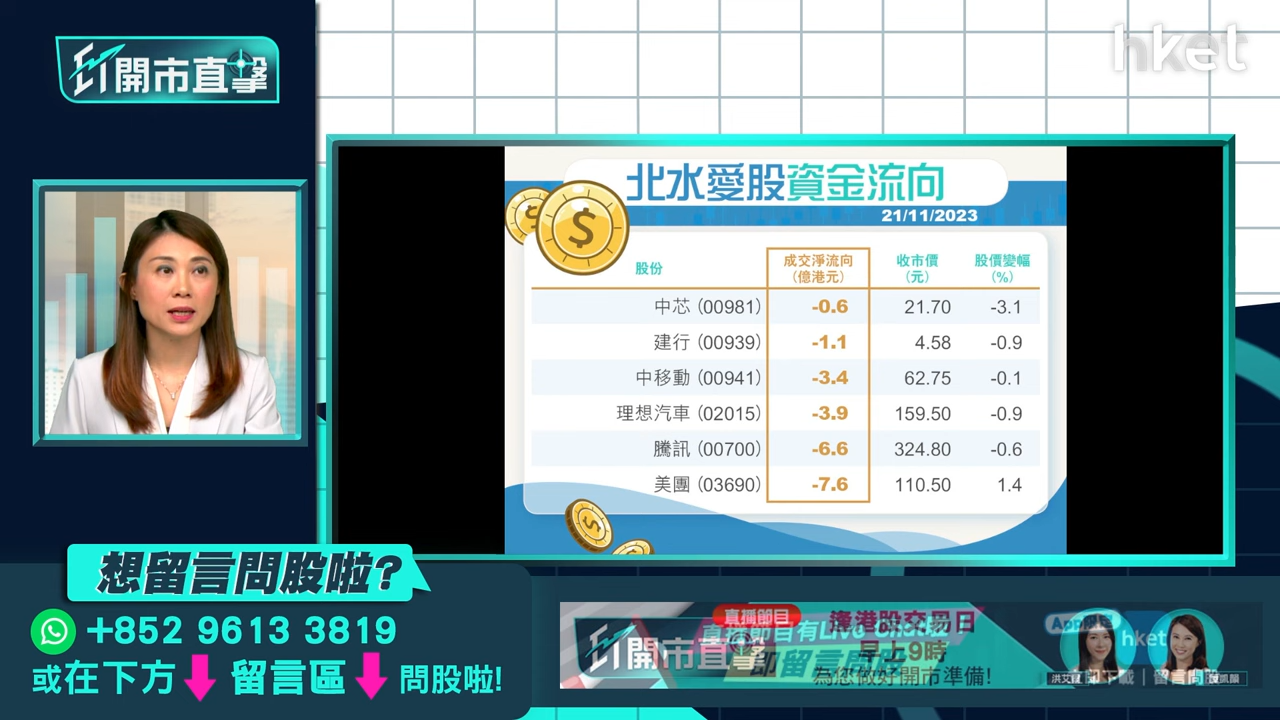 開市直擊
hket
北水愛股資金流向
21/11/2023
股份 成交淨流向 (億港元) 收市價 (元) 股價變幅 (%)
中芯 (00981) -0.6 21.70 -3.1
建行 (00939) -1.1 4.58 -0.9
中移動 (00941) -3.4 62.75 -0.1
理想汽車 (02015) -3.9 159.50 -0.9
騰訊 (00700) -6.6 324.80 -0.6
美團 (03690) -7.6 110.50 1.4
想留言問股啦?
+852 9613 3819
或在下方 留言區 問股啦!
直播節目
開市直擊
港股交易日
早上9時
為您做好開市準備!
hket